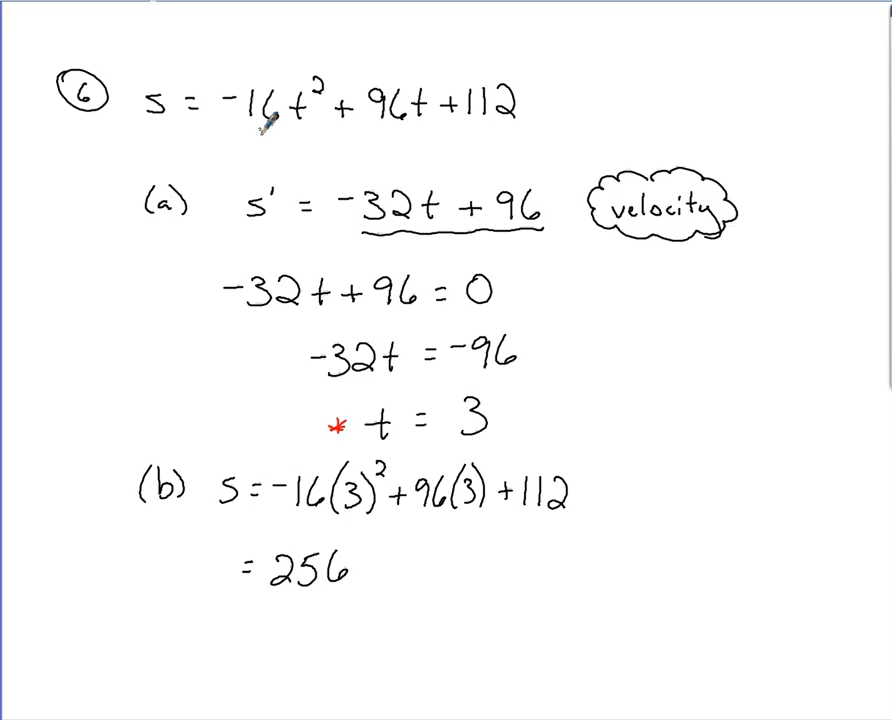 6 s = -16t² + 96t + 112
(a) s' = -32t + 96 velocity
-32t + 96 = 0
-32t = -96
* t = 3
(b) s = -16(3)² + 96(3) + 112
= 256